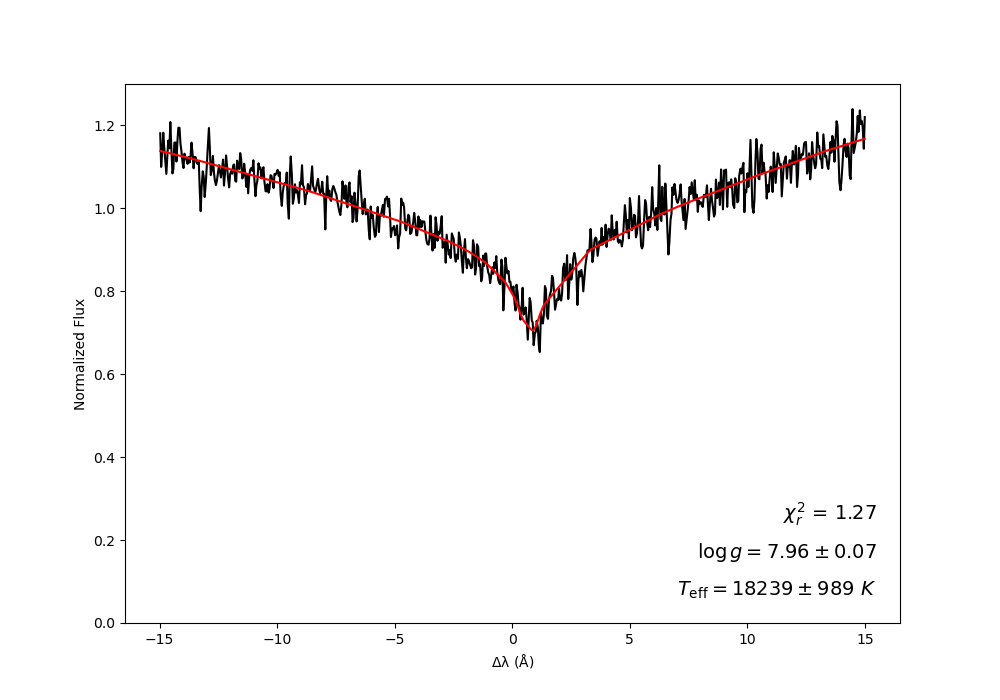 1.2
1.0
0.8
0.6
0.4
0.2
0.0
Normalized Flux
χ²ᵣ = 1.27
log g = 7.96 ± 0.07
T_eff = 18239 ± 989 K
−15 −10 −5 0 5 10 15
Δλ (Å)